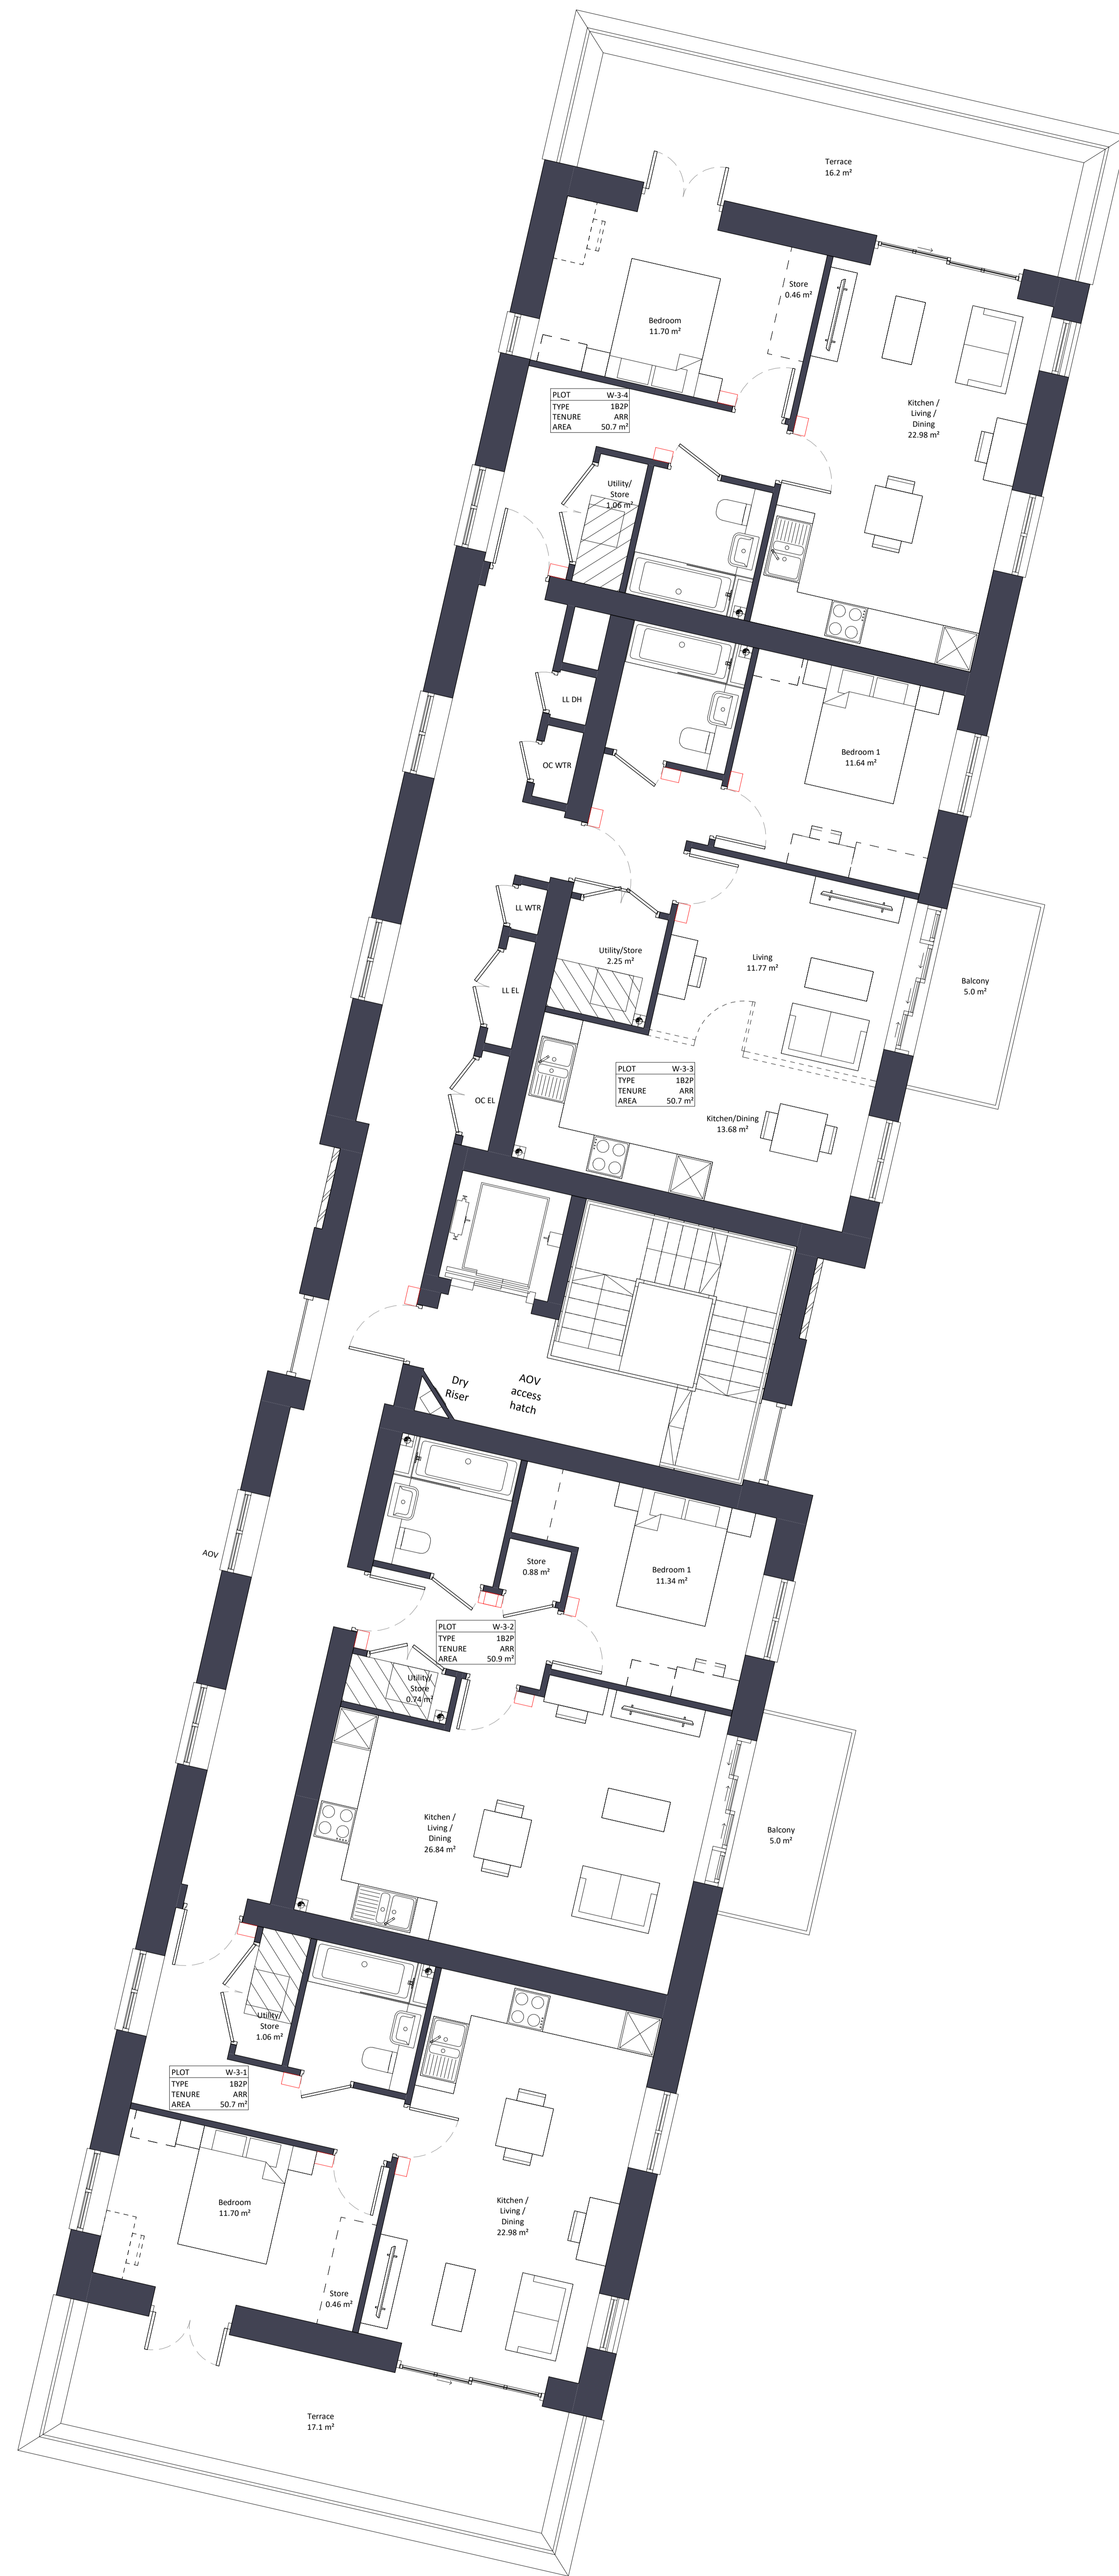 Terrace
16.2 m²
Store
0.46 m²
Bedroom
11.70 m²
Kitchen /
Living /
Dining
22.98 m²
PLOT W-3-4
TYPE 1B2P
TENURE ARR
AREA 50.7 m²
Utility/
Store
1.06 m²
LL DH
OC WTR
Bedroom 1
11.64 m²
LL WTR
Utility/Store
2.25 m²
Living
11.77 m²
Balcony
5.0 m²
LL EL
PLOT W-3-3
TYPE 1B2P
TENURE ARR
AREA 50.7 m²
OC EL
Kitchen/Dining
13.68 m²
Dry
Riser
AOV
access
hatch
AOV
Store
0.88 m²
Bedroom 1
11.34 m²
PLOT W-3-2
TYPE 1B2P
TENURE ARR
AREA 50.9 m²
Utility/
Store
0.74 m²
Kitchen /
Living /
Dining
26.84 m²
Balcony
5.0 m²
Utility/
Store
1.06 m²
PLOT W-3-1
TYPE 1B2P
TENURE ARR
AREA 50.7 m²
Bedroom
11.70 m²
Kitchen /
Living /
Dining
22.98 m²
Store
0.46 m²
Terrace
17.1 m²